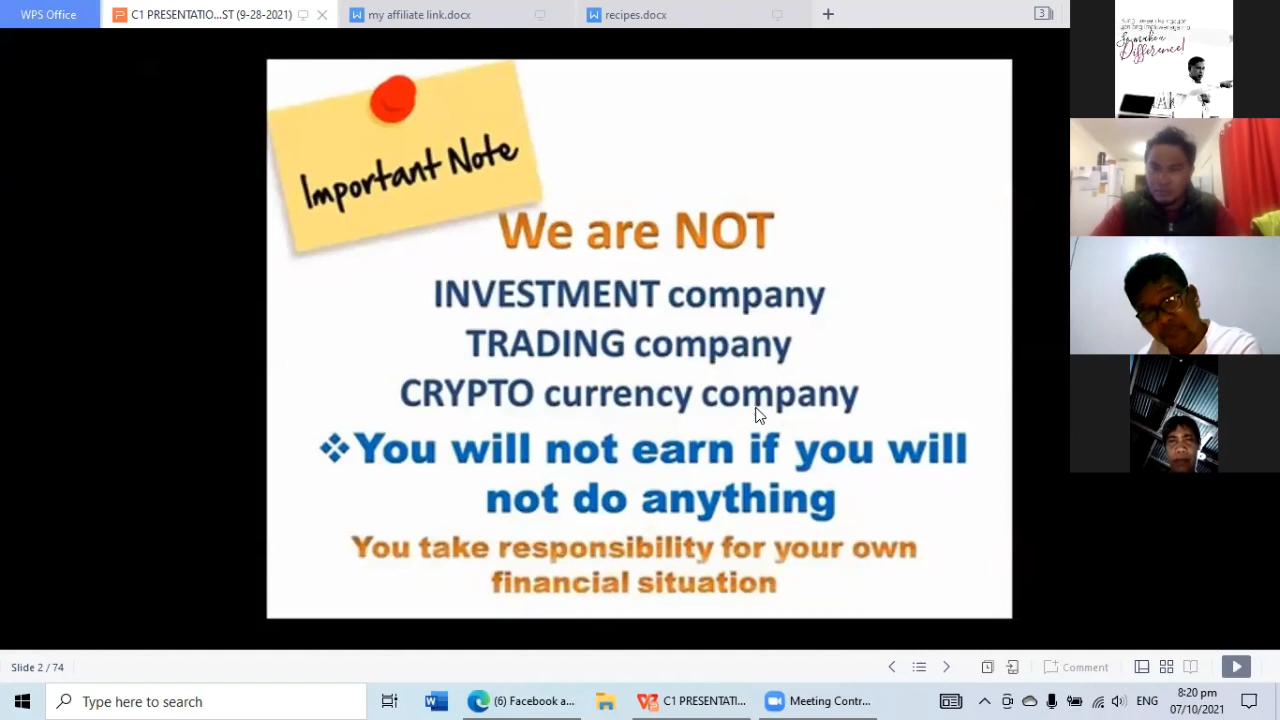 WPS Office
C1 PRESENTATIO...ST (9-28-2021)
my affiliate link.docx
recipes.docx
3
Important Note
We are NOT
INVESTMENT company
TRADING company
CRYPTO currency company
❖You will not earn if you will
not do anything
You take responsibility for your own
financial situation
Difference!
Slide 2 / 74
Comment
Type here to search
(6) Facebook a...
C1 PRESENTATI...
Meeting Contr...
ENG
8:20 pm
07/10/2021